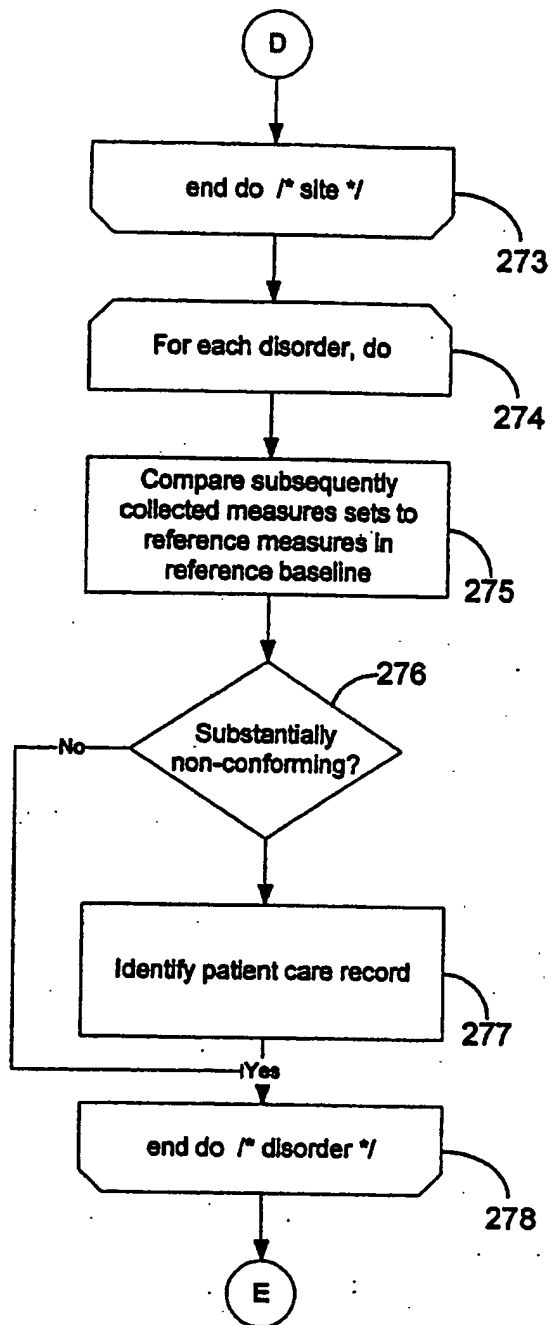 D
end do /* site */
273
For each disorder, do
274
Compare subsequently
collected measures sets to
reference measures in
reference baseline
275
276
Substantially
non-conforming?
No
Identify patient care record
277
Yes
end do /* disorder */
278
E